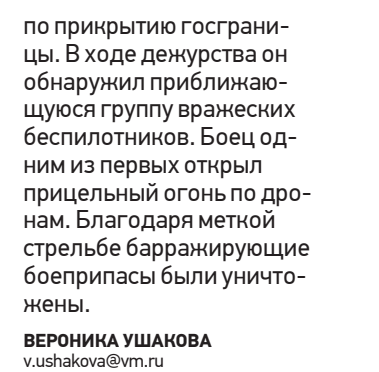 по прикрытию госграни-
цы. В ходе дежурства он
обнаружил приближаю-
щуюся группу вражеских
беспилотников. Боец од-
ним из первых открыл
прицельный огонь по дро-
нам. Благодаря меткой
стрельбе барражирующие
боеприпасы были уничто-
жены.
ВЕРОНИКА УШАКОВА
v.ushakova@vm.ru